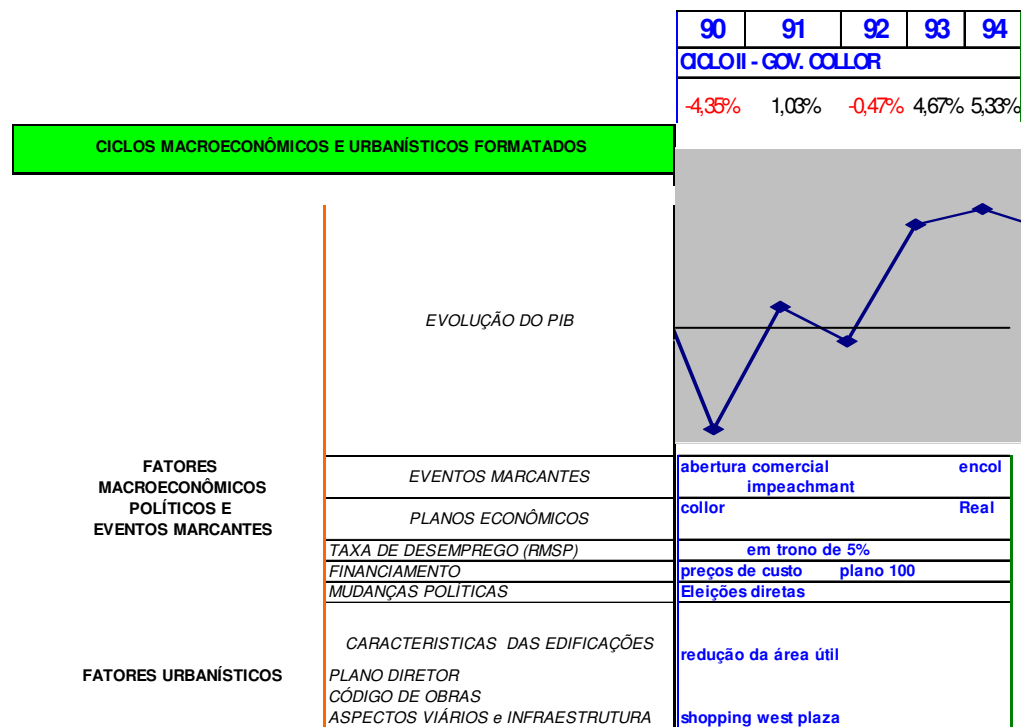 90 91 92 93 94
CICLO II - GOV. COLLOR
-4,35% 1,03% -0,47% 4,67% 5,33%
CICLOS MACROECONÔMICOS E URBANÍSTICOS FORMATADOS
EVOLUÇÃO DO PIB
FATORES
MACROECONÔMICOS
POLÍTICOS E
EVENTOS MARCANTES
EVENTOS MARCANTES
abertura comercial encol
impeachmant
PLANOS ECONÔMICOS
collor Real
TAXA DE DESEMPREGO (RMSP) em trono de 5%
FINANCIAMENTO preços de custo plano 100
MUDANÇAS POLÍTICAS Eleições diretas
CARACTERISTICAS DAS EDIFICAÇÕES
redução da área útil
FATORES URBANÍSTICOS PLANO DIRETOR
CÓDIGO DE OBRAS
ASPECTOS VIÁRIOS e INFRAESTRUTURA shopping west plaza